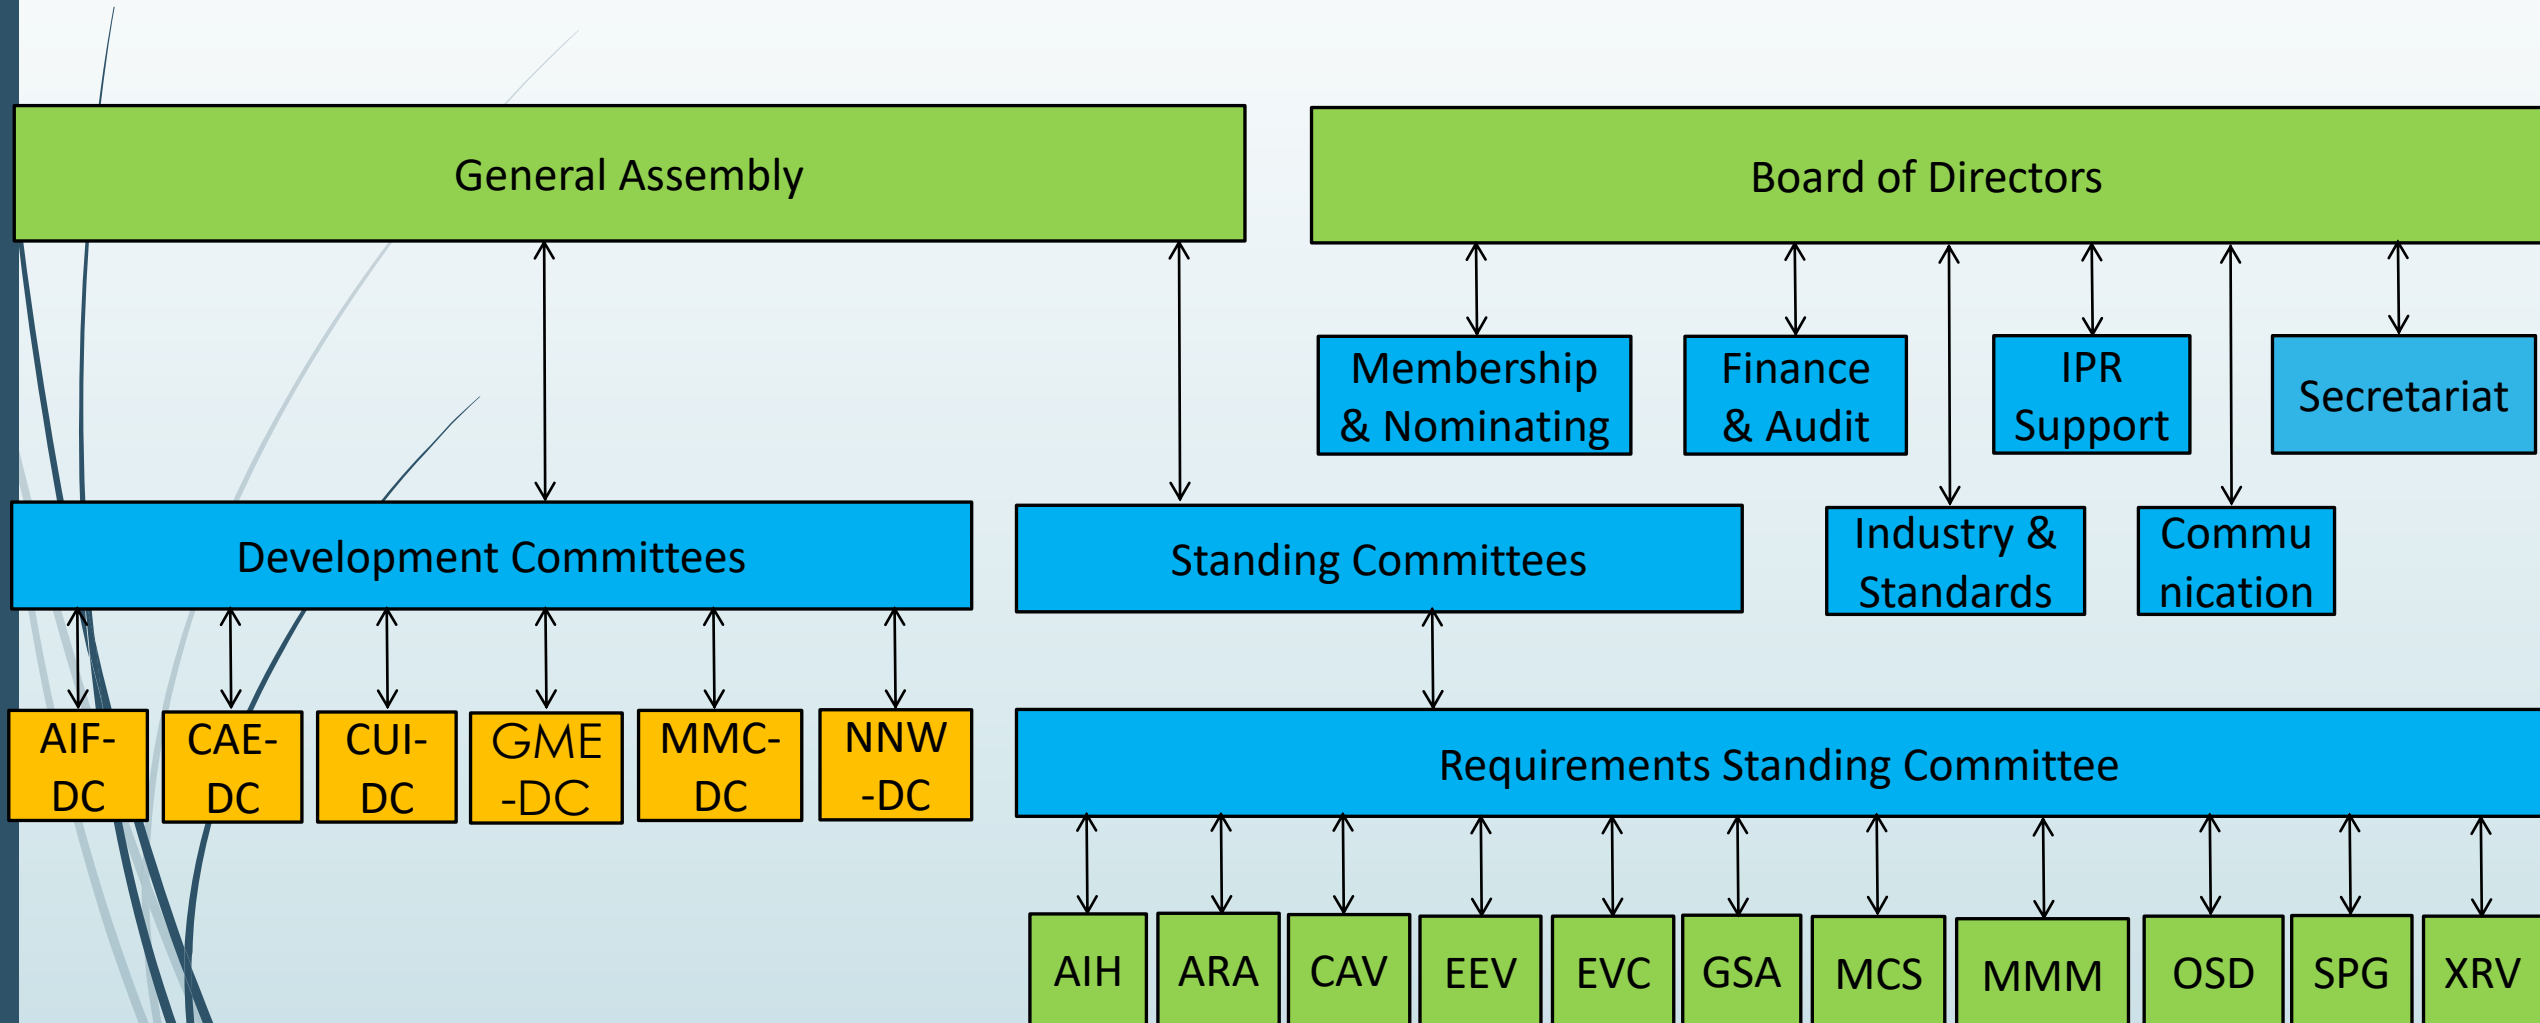 General Assembly
Board of Directors
Membership
& Nominating
Finance
& Audit
IPR
Support
Secretariat
Development Committees
Standing Committees
Industry &
Standards
Commu
nication
AIF-
DC
CAE-
DC
CUI-
DC
GME
-DC
MMC-
DC
NNW
-DC
Requirements Standing Committee
AIH
ARA
CAV
EEV
EVC
GSA
MCS
MMM
OSD
SPG
XRV